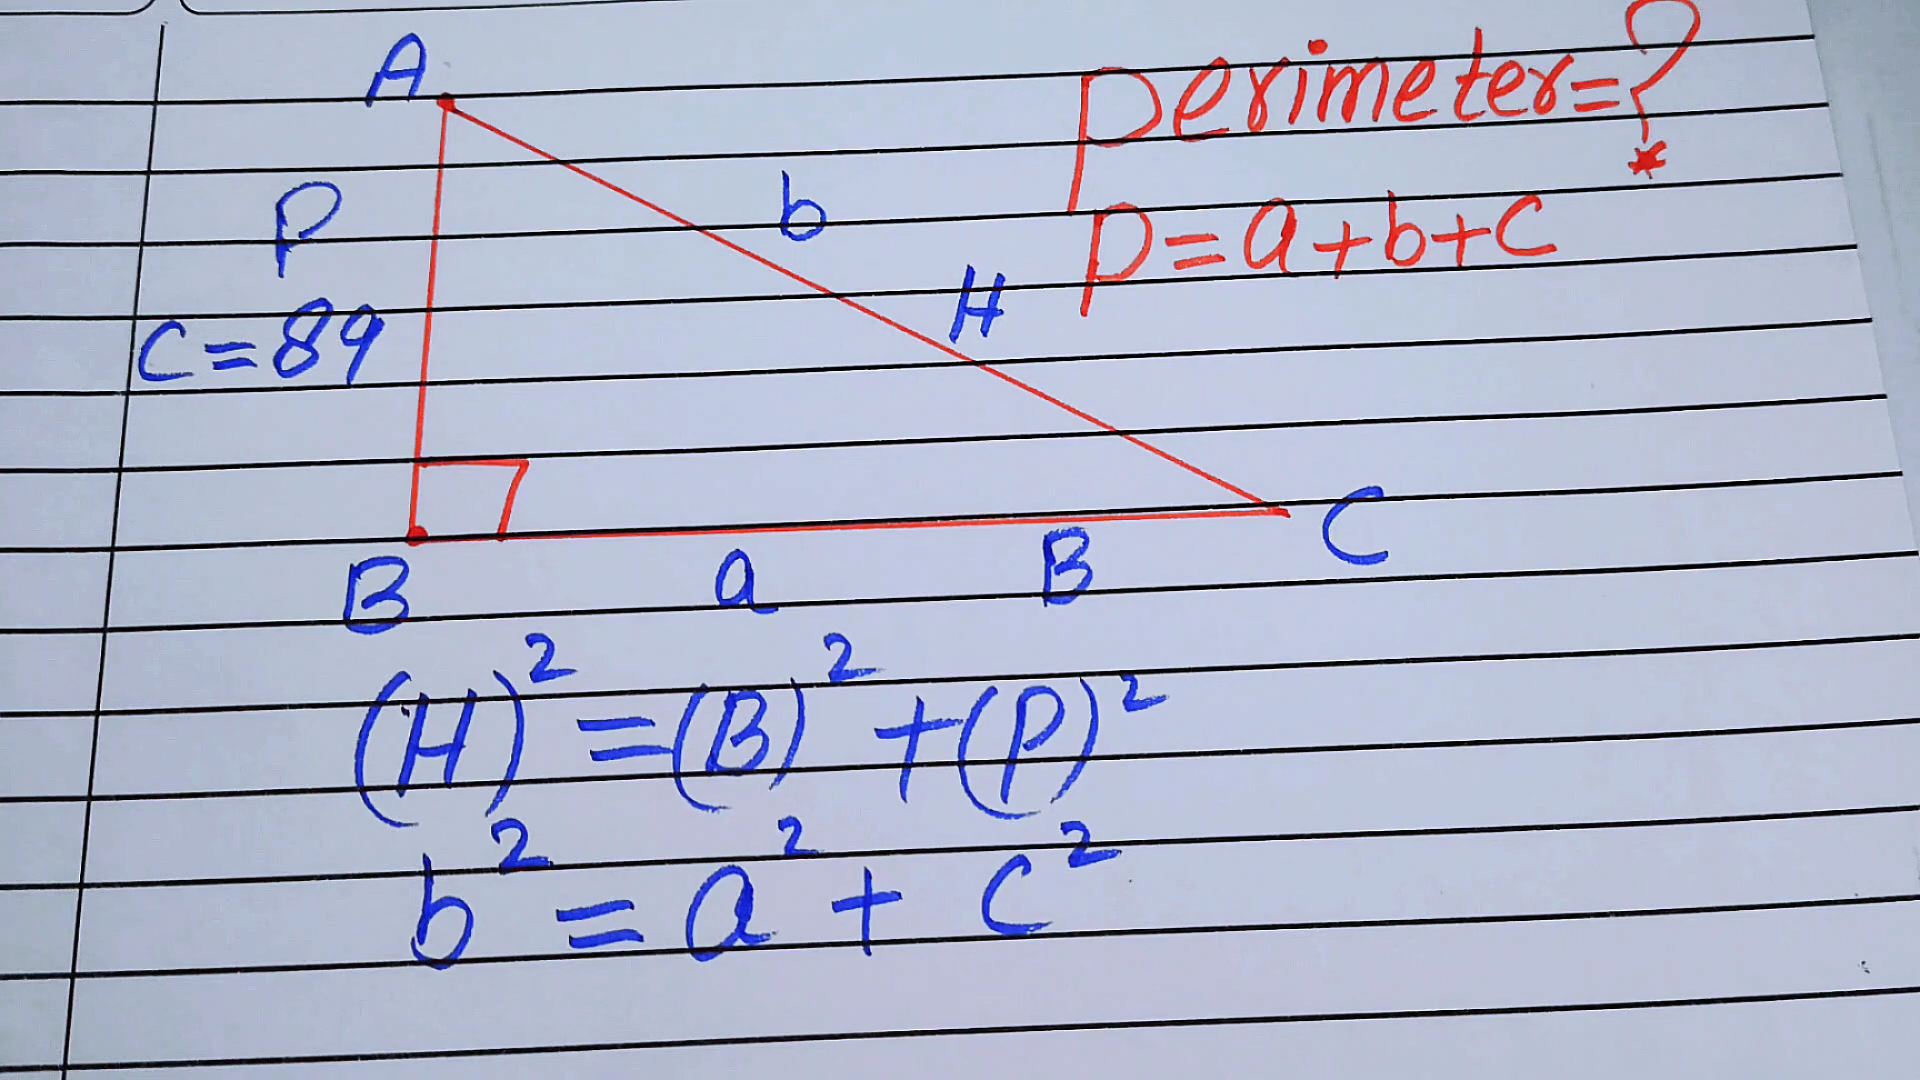 A
Perimeter=?
P
b
P=a+b+c
H
C=89
C
B
a
B
(H)²=(B)²+(P)²
b²=a²+c²